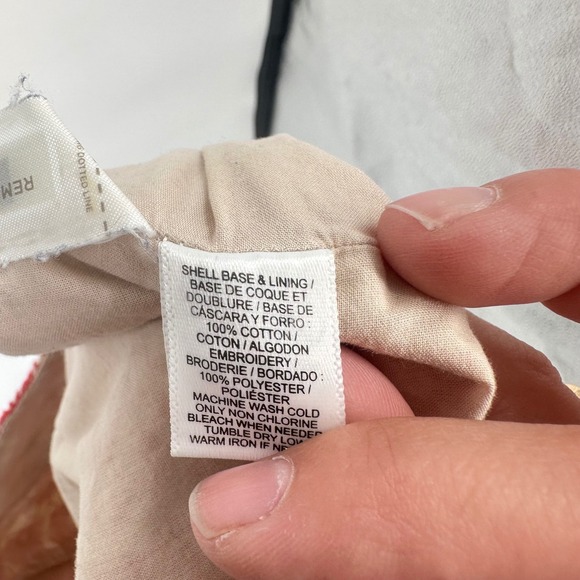 REM
DOTTED LINE
SHELL BASE & LINING /
BASE DE COQUE ET
DOUBLURE / BASE DE
CÁSCARA Y FORRO :
100% COTTON /
COTON / ALGODON
EMBROIDERY /
BRODERIE / BORDADO :
100% POLYESTER /
POLIÉSTER
MACHINE WASH COLD
ONLY NON CHLORINE
BLEACH WHEN NEEDED
TUMBLE DRY LOW
WARM IRON IF